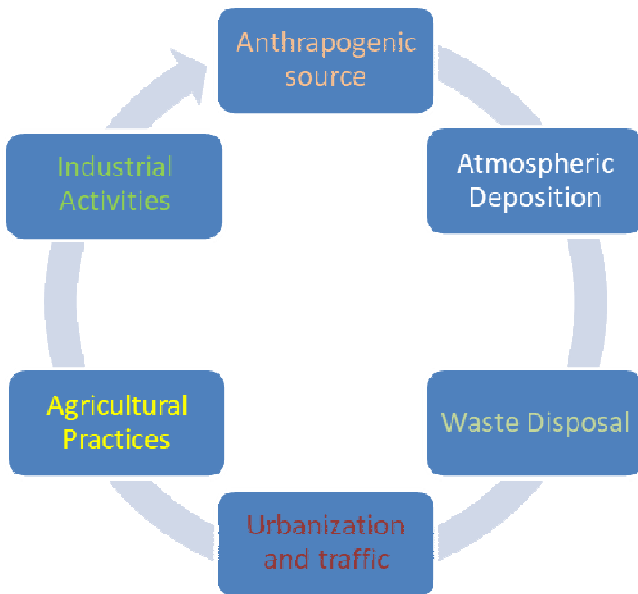 Anthrapogenic
source
Atmospheric
Deposition
Waste Disposal
Urbanization
and traffic
Agricultural
Practices
Industrial
Activities